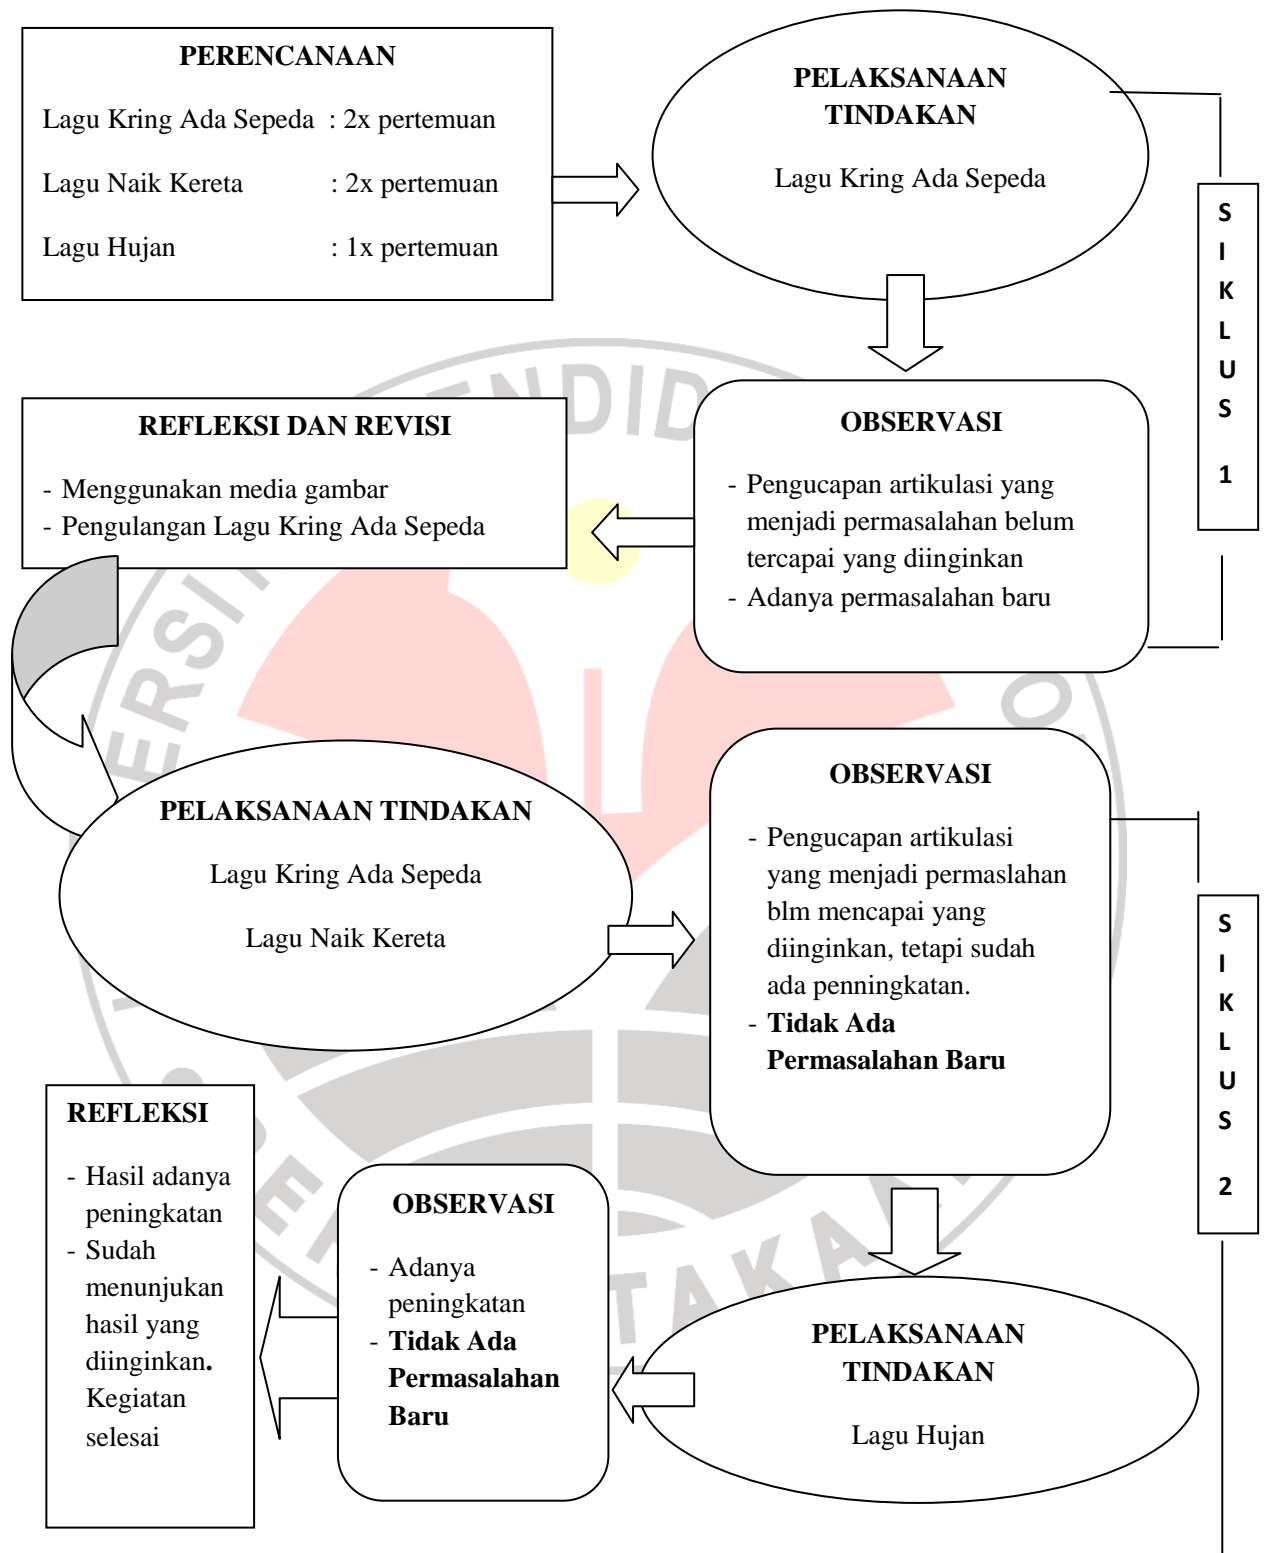 PERENCANAAN
Lagu Kring Ada Sepeda : 2x pertemuan
Lagu Naik Kereta : 2x pertemuan
Lagu Hujan : 1x pertemuan
PELAKSANAAN
TINDAKAN
Lagu Kring Ada Sepeda
S
I
K
L
U
S
1
OBSERVASI
- Pengucapan artikulasi yang
menjadi permasalahan belum
tercapai yang diinginkan
- Adanya permasalahan baru
REFLEKSI DAN REVISI
- Menggunakan media gambar
- Pengulangan Lagu Kring Ada Sepeda
PELAKSANAAN TINDAKAN
Lagu Kring Ada Sepeda
Lagu Naik Kereta
OBSERVASI
- Pengucapan artikulasi
yang menjadi permaslahan
blm mencapai yang
diinginkan, tetapi sudah
ada penningkatan.
- Tidak Ada
Permasalahan Baru
S
I
K
L
U
S
2
PELAKSANAAN
TINDAKAN
Lagu Hujan
OBSERVASI
- Adanya
peningkatan
- Tidak Ada
Permasalahan
Baru
REFLEKSI
- Hasil adanya
peningkatan
- Sudah
menunjukan
hasil yang
diinginkan.
Kegiatan
selesai